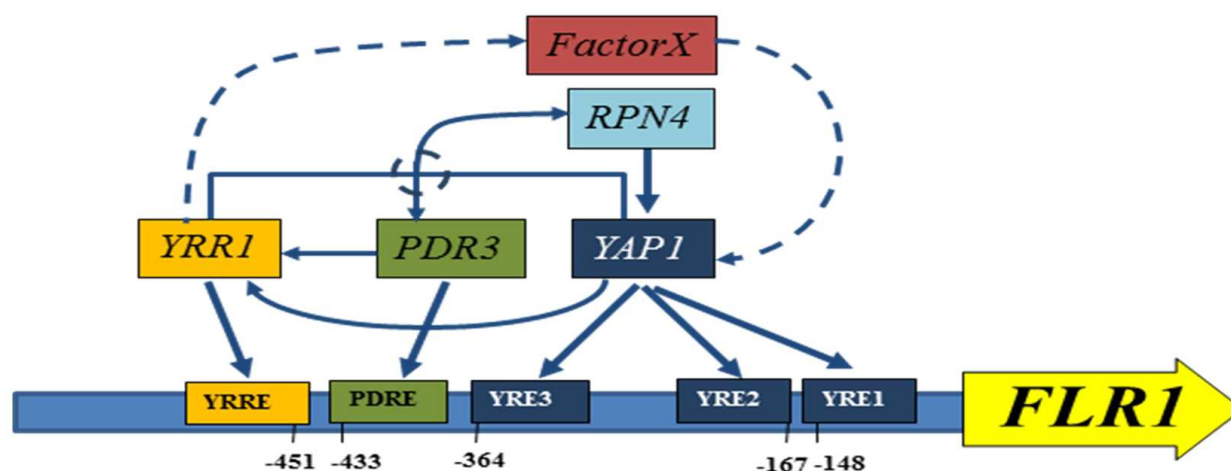 FactorX
RPN4
YRR1 PDR3 YAP1
YRRE PDRE YRE3 YRE2 YRE1 FLR1
-451 -433 -364 -167 -148